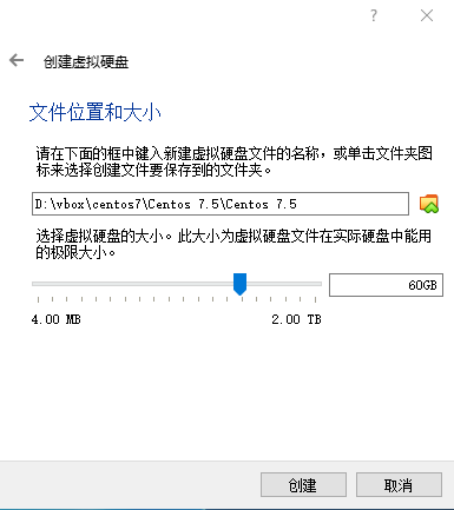 ?
创建虚拟硬盘
文件位置和大小
请在下面的框中键入新建虚拟硬盘文件的名称，或单击文件夹图
标来选择创建文件要保存到的文件夹。
D:\vbox\centos7\Centos 7.5\Centos 7.5
选择虚拟硬盘的大小。此大小为虚拟硬盘文件在实际硬盘中能用
的极限大小。
60GB
4.00 MB 2.00 TB
创建 取消